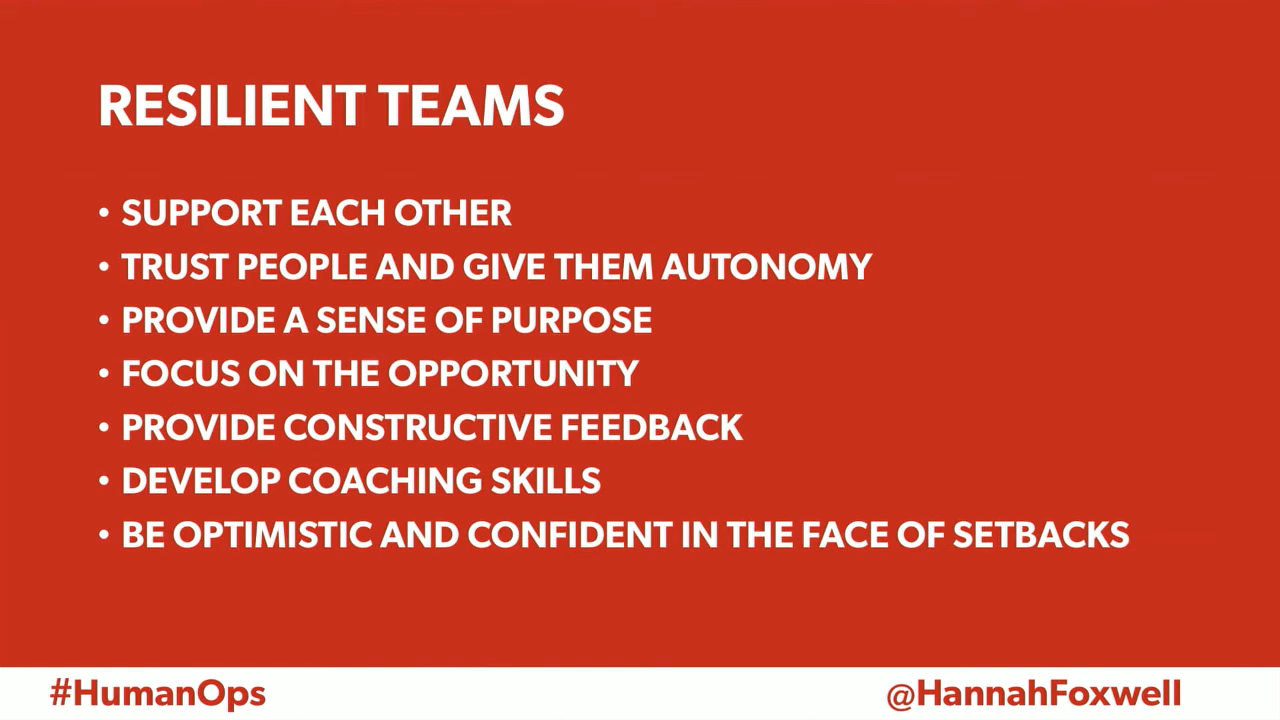 RESILIENT TEAMS
• SUPPORT EACH OTHER
• TRUST PEOPLE AND GIVE THEM AUTONOMY
• PROVIDE A SENSE OF PURPOSE
• FOCUS ON THE OPPORTUNITY
• PROVIDE CONSTRUCTIVE FEEDBACK
• DEVELOP COACHING SKILLS
• BE OPTIMISTIC AND CONFIDENT IN THE FACE OF SETBACKS
#HumanOps @HannahFoxwell